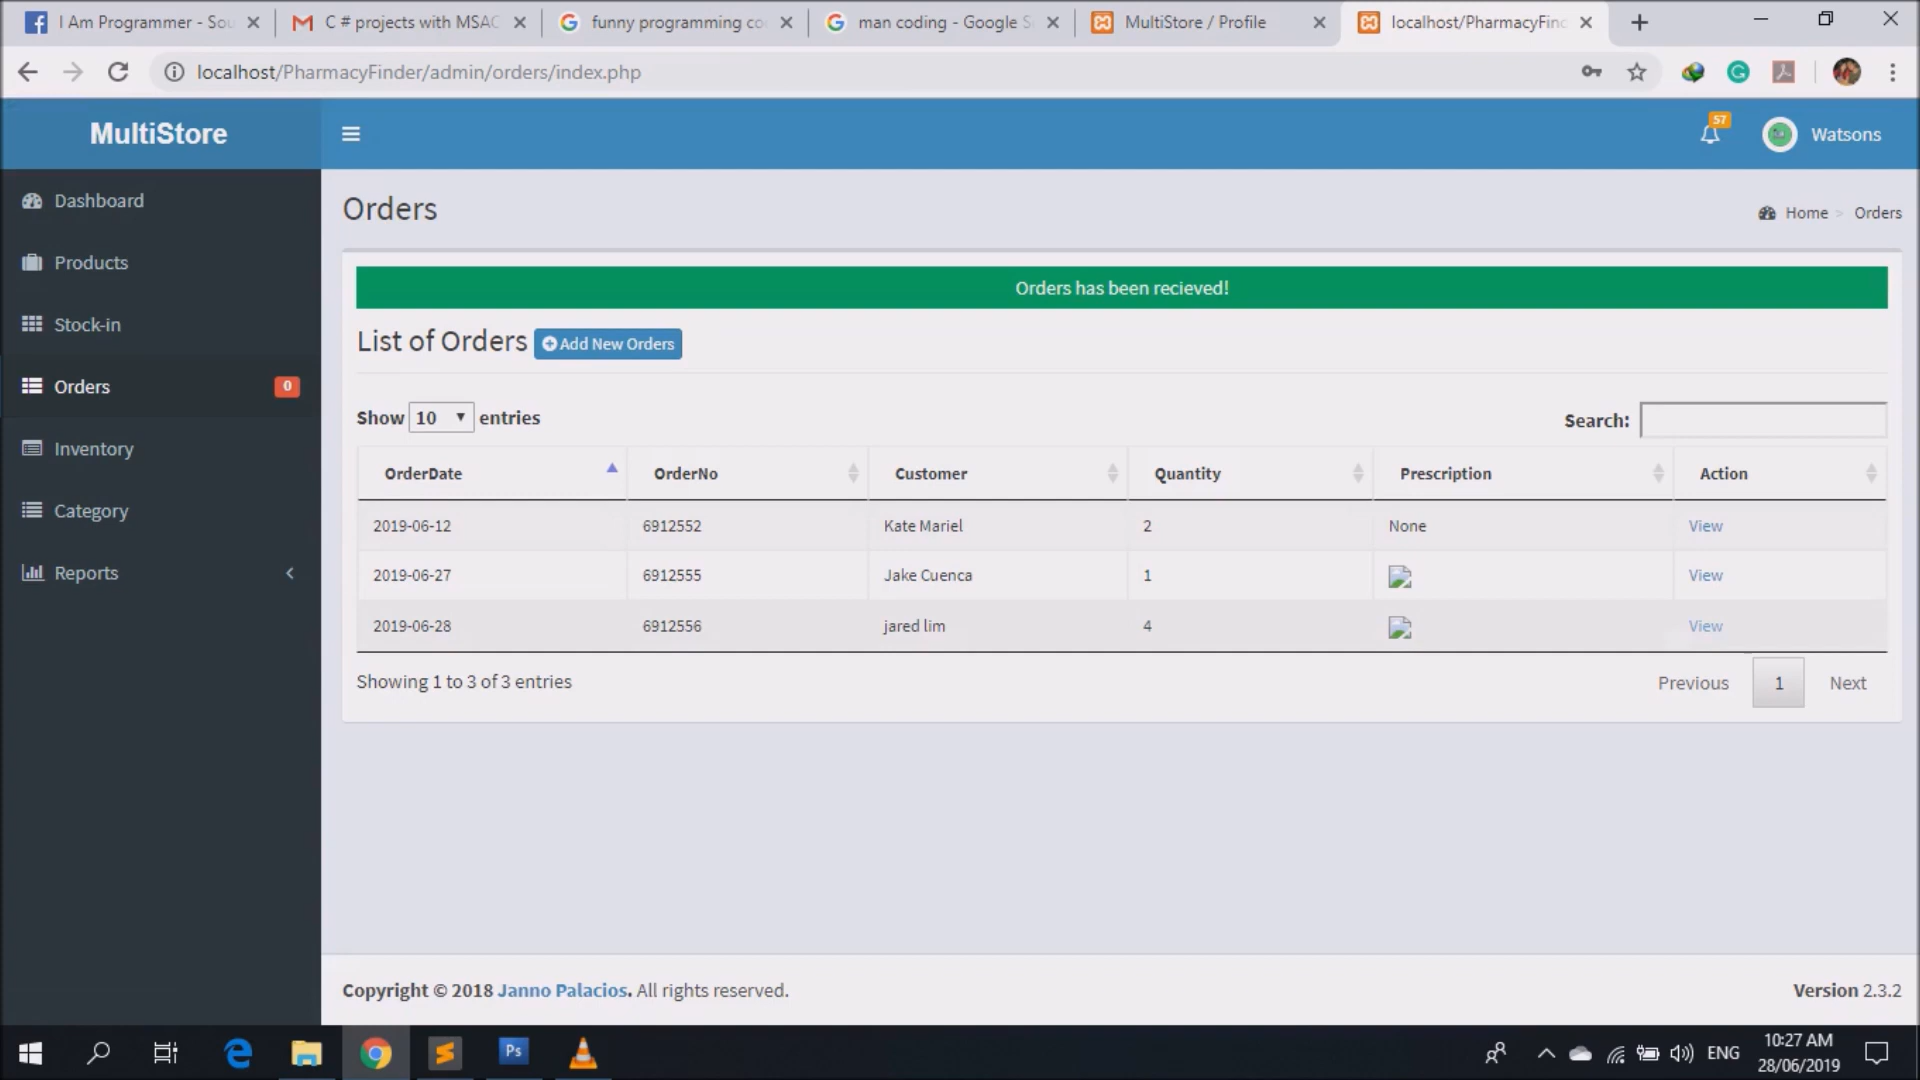 I Am Programmer - Sou
C # projects with MSAC
funny programming co
man coding - Google S
MultiStore / Profile
localhost/PharmacyFind
localhost/PharmacyFinder/admin/orders/index.php
MultiStore
57
Watsons
Dashboard
Products
Stock-in
Orders
0
Inventory
Category
Reports
Orders
Home > Orders
Orders has been recieved!
List of Orders
Add New Orders
Show 10 entries
Search:
OrderDate OrderNo Customer Quantity Prescription Action
2019-06-12 6912552 Kate Mariel 2 None View
2019-06-27 6912555 Jake Cuenca 1 View
2019-06-28 6912556 jared lim 4 View
Showing 1 to 3 of 3 entries
Previous 1 Next
Copyright © 2018 Janno Palacios. All rights reserved.
Version 2.3.2
Ps
ENG
10:27 AM
28/06/2019